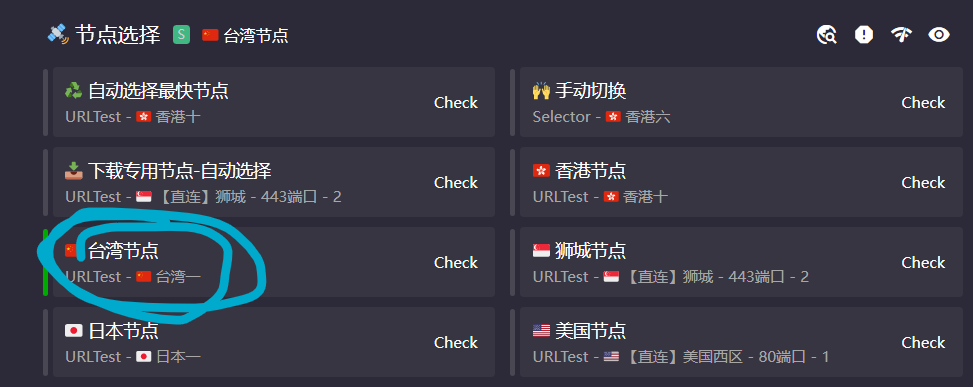 节点选择 S 台湾节点
自动选择最快节点
URLTest - 香港十
Check
手动切换
Selector - 香港六
Check
下载专用节点-自动选择
URLTest - 【直连】狮城 - 443端口 - 2
Check
香港节点
URLTest - 香港十
Check
台湾节点
URLTest - 台湾一
Check
狮城节点
URLTest - 【直连】狮城 - 443端口 - 2
Check
日本节点
URLTest - 日本一
Check
美国节点
URLTest - 【直连】美国西区 - 80端口 - 1
Check